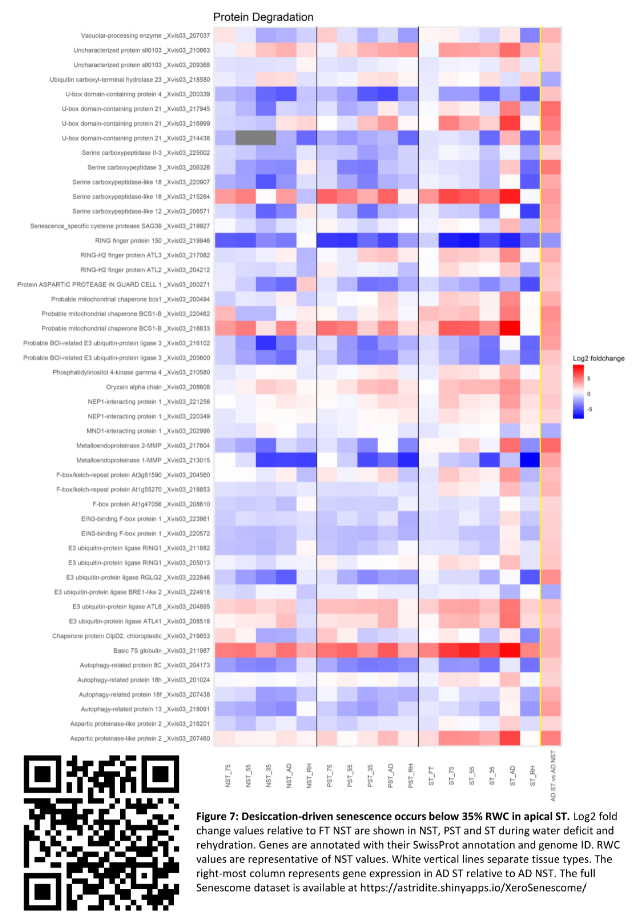 Protein Degradation
Vacuolar-processing enzyme _Xvis03_207037
Uncharacterized protein sll0103_Xvis03_210863
Uncharacterized protein sll0103_Xvis03_209368
Ubiquitin carboxyl-terminal hydrolase 23 _Xvis03_218580
U-box domain-containing protein 4 _Xvis03_200339
U-box domain-containing protein 21 _Xvis03_217945
U-box domain-containing protein 21 _Xvis03_216999
U-box domain-containing protein 21 _Xvis03_214438
Serine carboxypeptidase II-3 _Xvis03_225002
Serine carboxypeptidase 3 _Xvis03_206326
Serine carboxypeptidase-like 18 _Xvis03_220907
Serine carboxypeptidase-like 18 _Xvis03_215264
Serine carboxypeptidase-like 12 _Xvis03_206571
Senescence_specific cysteine protease SAG39 _Xvis03_219927
RING finger protein 150 _Xvis03_219946
RING-H2 finger protein ATL3 _Xvis03_217082
RING-H2 finger protein ATL2 _Xvis03_204212
Protein ASPARTIC PROTEASE IN GUARD CELL 1 _Xvis03_200271
Probable mitochondrial chaperone bcs1 _Xvis03_200494
Probable mitochondrial chaperone BCS1-B _Xvis03_220462
Probable mitochondrial chaperone BCS1-B _Xvis03_218833
Probable BOI-related E3 ubiquitin-protein ligase 3 _Xvis03_216102
Probable BOI-related E3 ubiquitin-protein ligase 3 _Xvis03_205600
Phosphatidylinositol 4-kinase gamma 4 _Xvis03_210580
Oryzain alpha chain _Xvis03_208608
NEP1-interacting protein 1 _Xvis03_221256
NEP1-interacting protein 1 _Xvis03_220349
MND1-interacting protein 1 _Xvis03_202996
Metalloendoproteinase 2-MMP _Xvis03_217604
Metalloendoproteinase 1-MMP _Xvis03_213015
F-box/kelch-repeat protein At3g61590 _Xvis03_204560
F-box/kelch-repeat protein At1g55270 _Xvis03_218853
F-box protein At1g47056 _Xvis03_208610
EIN3-binding F-box protein 1 _Xvis03_223961
EIN3-binding F-box protein 1 _Xvis03_220572
E3 ubiquitin-protein ligase RING1 _Xvis03_211882
E3 ubiquitin-protein ligase RING1 _Xvis03_205013
E3 ubiquitin-protein ligase RGLG2 _Xvis03_222846
E3 ubiquitin-protein ligase BRE1-like 2 _Xvis03_224918
E3 ubiquitin-protein ligase ATL6 _Xvis03_204895
E3 ubiquitin-protein ligase ATL41 _Xvis03_208518
Chaperone protein ClpD2, chloroplastic _Xvis03_219853
Basic 7S globulin _Xvis03_211987
Autophagy-related protein 8C _Xvis03_204173
Autophagy-related protein 18h _Xvis03_201024
Autophagy-related protein 18f _Xvis03_207438
Autophagy-related protein 13 _Xvis03_218091
Aspartic proteinase-like protein 2 _Xvis03_216201
Aspartic proteinase-like protein 2 _Xvis03_207460
Log2 foldchange
5
0
-5
NST_75
NST_55
NST_35
NST_AD
NST_RH
PST_75
PST_55
PST_35
PST_AD
PST_RH
ST_FT
ST_75
ST_55
ST_35
ST_AD
ST_RH
AD.ST vs AD.NST
Figure 7: Desiccation-driven senescence occurs below 35% RWC in apical ST. Log2 fold
change values relative to FT NST are shown in NST, PST and ST during water deficit and
rehydration. Genes are annotated with their SwissProt annotation and genome ID. RWC
values are representative of NST values. White vertical lines separate tissue types. The
right-most column represents gene expression in AD ST relative to AD NST. The full
Senescome dataset is available at https://astridite.shinyapps.io/XeroSenescome/